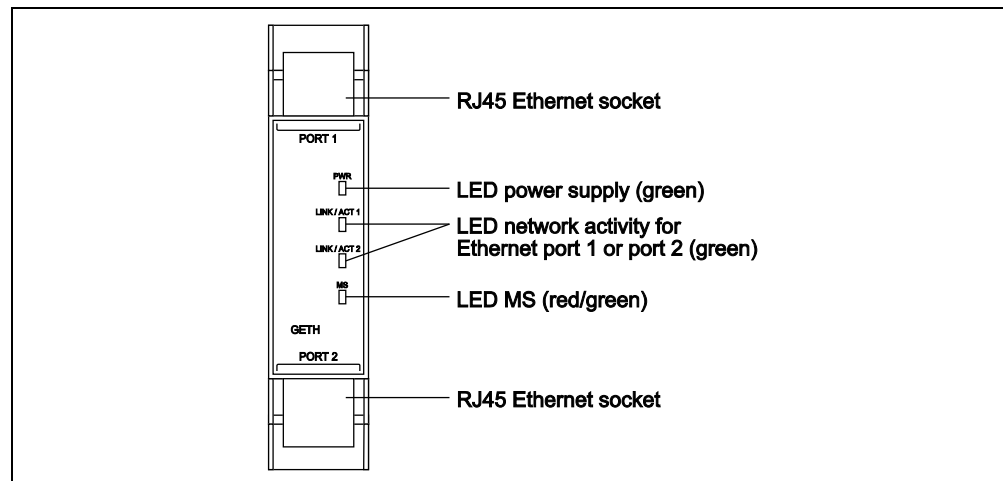 RJ45 Ethernet socket
PORT 1
PWR
LED power supply (green)
LINK / ACT 1
LED network activity for
Ethernet port 1 or port 2 (green)
LINK / ACT 2
MS
LED MS (red/green)
GETH
PORT 2
RJ45 Ethernet socket